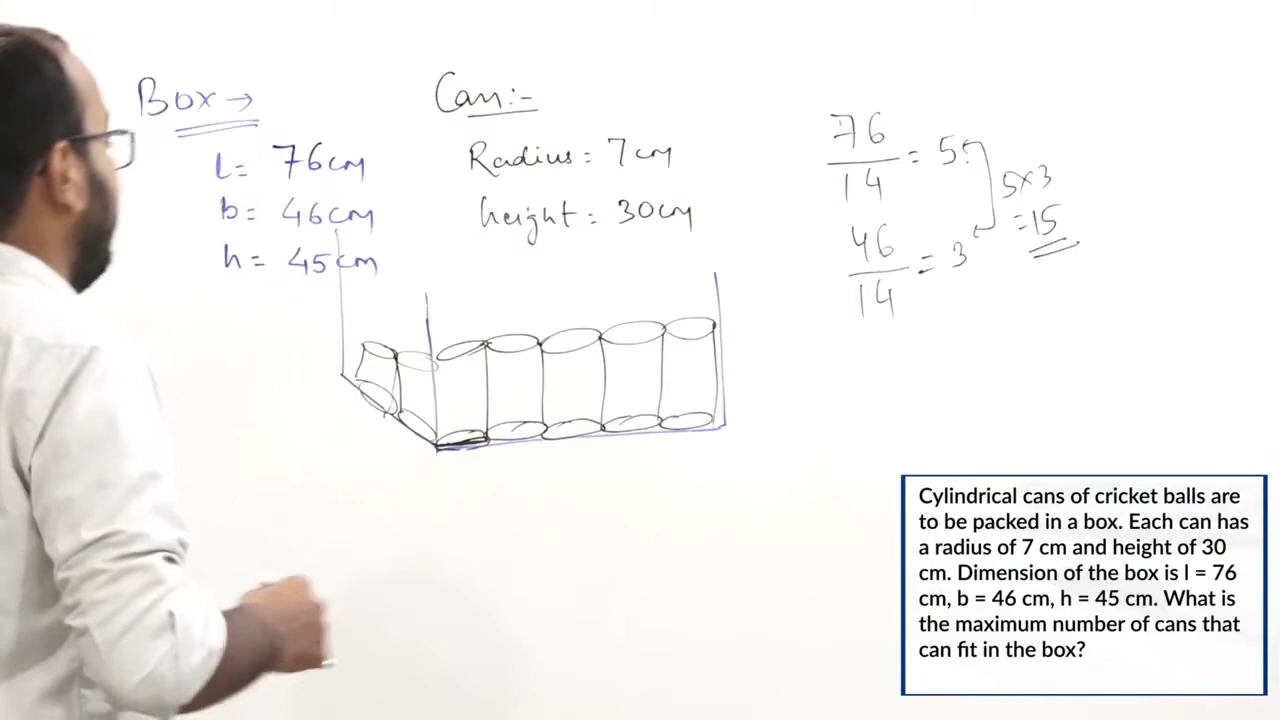 Box →
l = 76cm
b = 46cm
h = 45cm
Can:-
Radius = 7cm
height = 30cm
76
14
= 5
46
14
= 3
5×3
=15
Cylindrical cans of cricket balls are
to be packed in a box. Each can has
a radius of 7 cm and height of 30
cm. Dimension of the box is l = 76
cm, b = 46 cm, h = 45 cm. What is
the maximum number of cans that
can fit in the box?